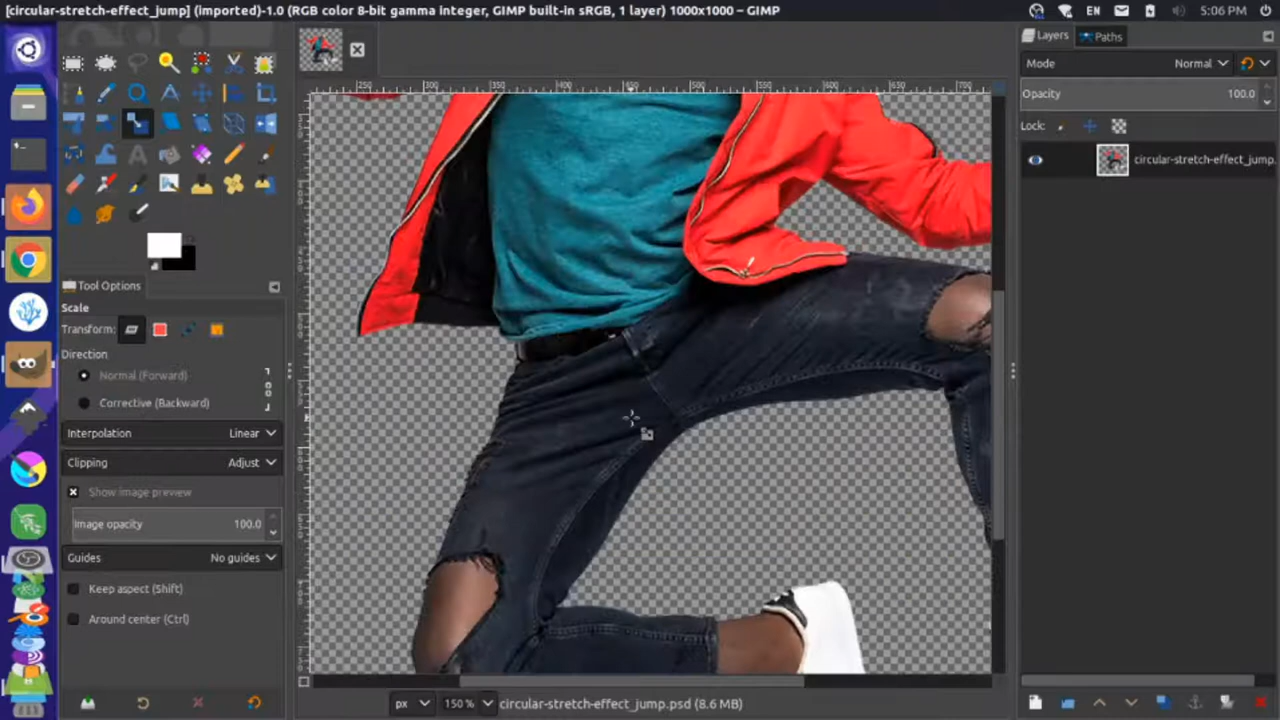 [circular-stretch-effect_jump] (imported)-1.0 (RGB color 8-bit gamma integer, GIMP built-in sRGB, 1 layer) 1000x1000 – GIMP
EN
5:06 PM
Layers
Paths
Mode
Normal
Opacity
100.0
Lock:
circular-stretch-effect_jump.
Tool Options
Scale
Transform:
Direction
Normal (Forward)
Corrective (Backward)
Interpolation
Linear
Clipping
Adjust
Show image preview
Image opacity
100.0
Guides
No guides
Keep aspect (Shift)
Around center (Ctrl)
px
150 %
circular-stretch-effect_jump.psd (8.6 MB)